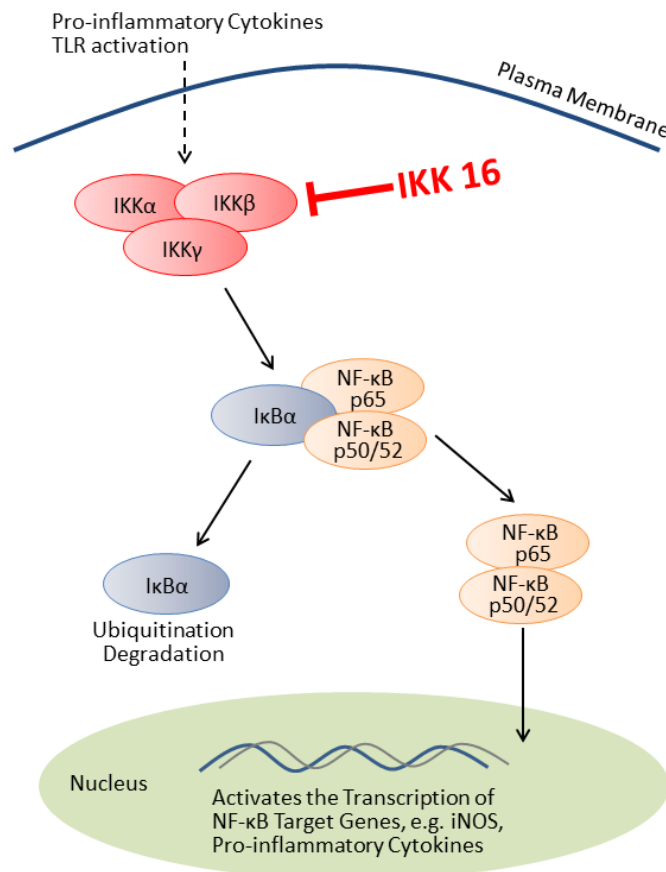 Pro-inflammatory Cytokines
TLR activation
Plasma Membrane
IKKα
IKKβ
IKKγ
IKK 16
IκBα
NF-κB
p65
NF-κB
p50/52
NF-κB
p65
NF-κB
p50/52
IκBα
Ubiquitination
Degradation
Nucleus
Activates the Transcription of
NF-κB Target Genes, e.g. iNOS,
Pro-inflammatory Cytokines